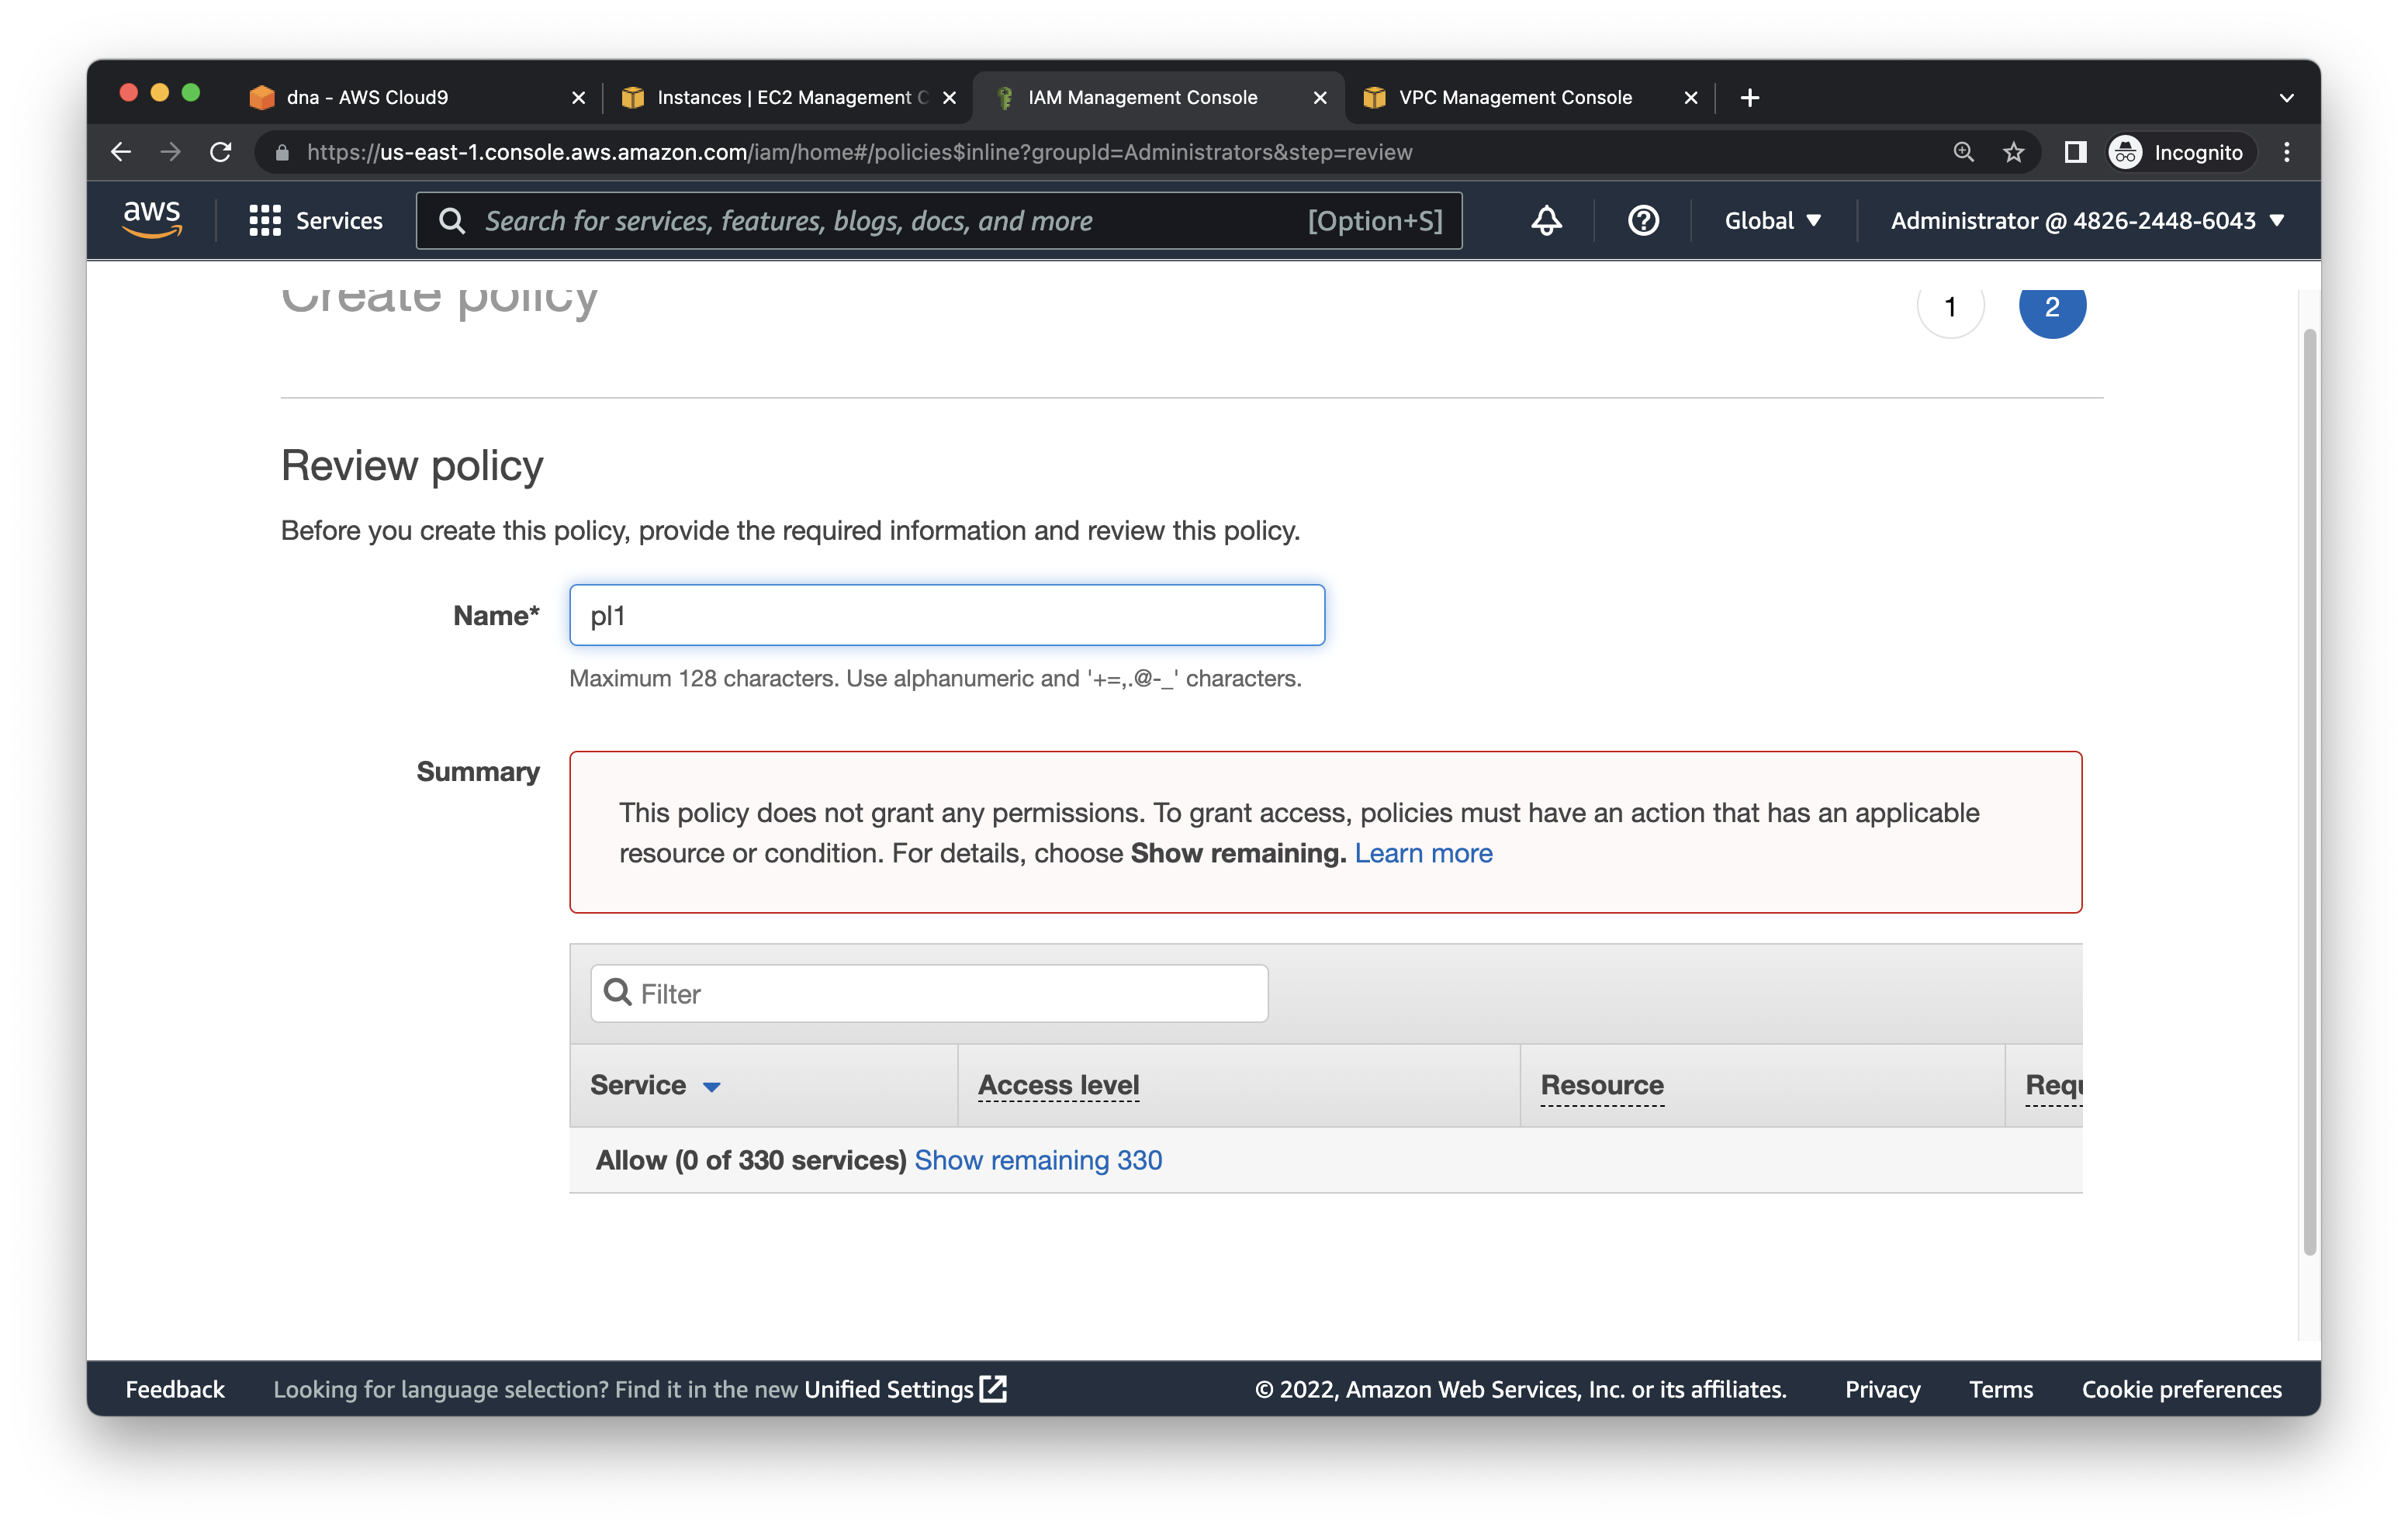 dna - AWS Cloud9
Instances | EC2 Management C
IAM Management Console
VPC Management Console
https://us-east-1.console.aws.amazon.com/iam/home#/policies$inline?groupId=Administrators&step=review
Incognito
aws
Services
Search for services, features, blogs, docs, and more
[Option+S]
Global
Administrator @ 4826-2448-6043
Create policy
1
2
Review policy
Before you create this policy, provide the required information and review this policy.
Name*
pl1
Maximum 128 characters. Use alphanumeric and '+=,.@-_' characters.
Summary
This policy does not grant any permissions. To grant access, policies must have an action that has an applicable
resource or condition. For details, choose Show remaining. Learn more
Filter
Service
Access level
Resource
Requ
Allow (0 of 330 services) Show remaining 330
Feedback
Looking for language selection? Find it in the new Unified Settings
© 2022, Amazon Web Services, Inc. or its affiliates.
Privacy
Terms
Cookie preferences